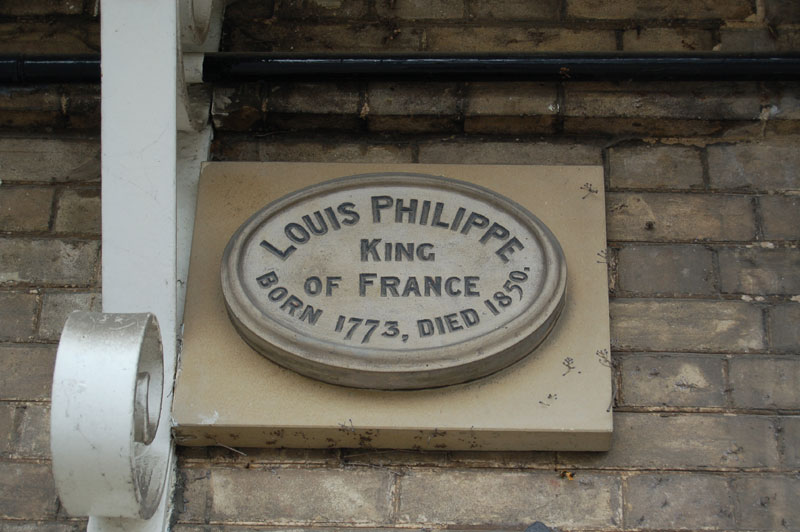 LOUIS PHILIPPE
KING
OF FRANCE
BORN 1773, DIED 1850.